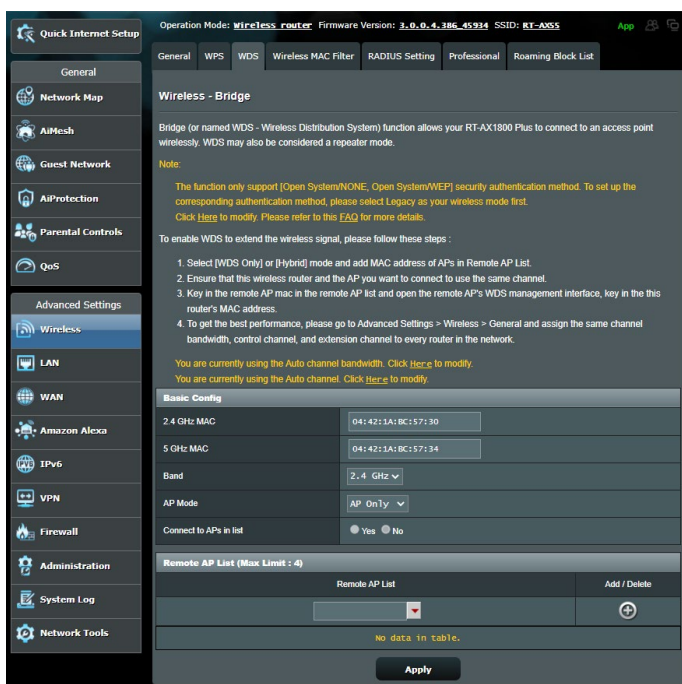 Quick Internet Setup
General
Network Map
AiMesh
Guest Network
AiProtection
Parental Controls
QoS
Advanced Settings
Wireless
LAN
WAN
Amazon Alexa
IPv6
VPN
Firewall
Administration
System Log
Network Tools
Operation Mode: Wireless router Firmware Version: 3.0.0.4.386_45934 SSID: RT-AX55 App
General WPS WDS Wireless MAC Filter RADIUS Setting Professional Roaming Block List
Wireless - Bridge
Bridge (or named WDS - Wireless Distribution System) function allows your RT-AX1800 Plus to connect to an access point
wirelessly. WDS may also be considered a repeater mode.
Note:
The function only support [Open System/NONE, Open System/WEP] security authentication method. To set up the
corresponding authentication method, please select Legacy as your wireless mode first.
Click Here to modify. Please refer to this FAQ for more details.
To enable WDS to extend the wireless signal, please follow these steps :
1. Select [WDS Only] or [Hybrid] mode and add MAC address of APs in Remote AP List.
2. Ensure that this wireless router and the AP you want to connect to use the same channel.
3. Key in the remote AP mac in the remote AP list and open the remote AP's WDS management interface, key in the this
router's MAC address.
4. To get the best performance, please go to Advanced Settings > Wireless > General and assign the same channel
bandwidth, control channel, and extension channel to every router in the network.
You are currently using the Auto channel bandwidth. Click Here to modify.
You are currently using the Auto channel. Click Here to modify.
Basic Config
2.4 GHz MAC 04:42:1A:BC:57:30
5 GHz MAC 04:42:1A:BC:57:34
Band 2.4 GHz
AP Mode AP Only
Connect to APs in list Yes No
Remote AP List (Max Limit : 4)
Remote AP List Add / Delete
No data in table.
Apply